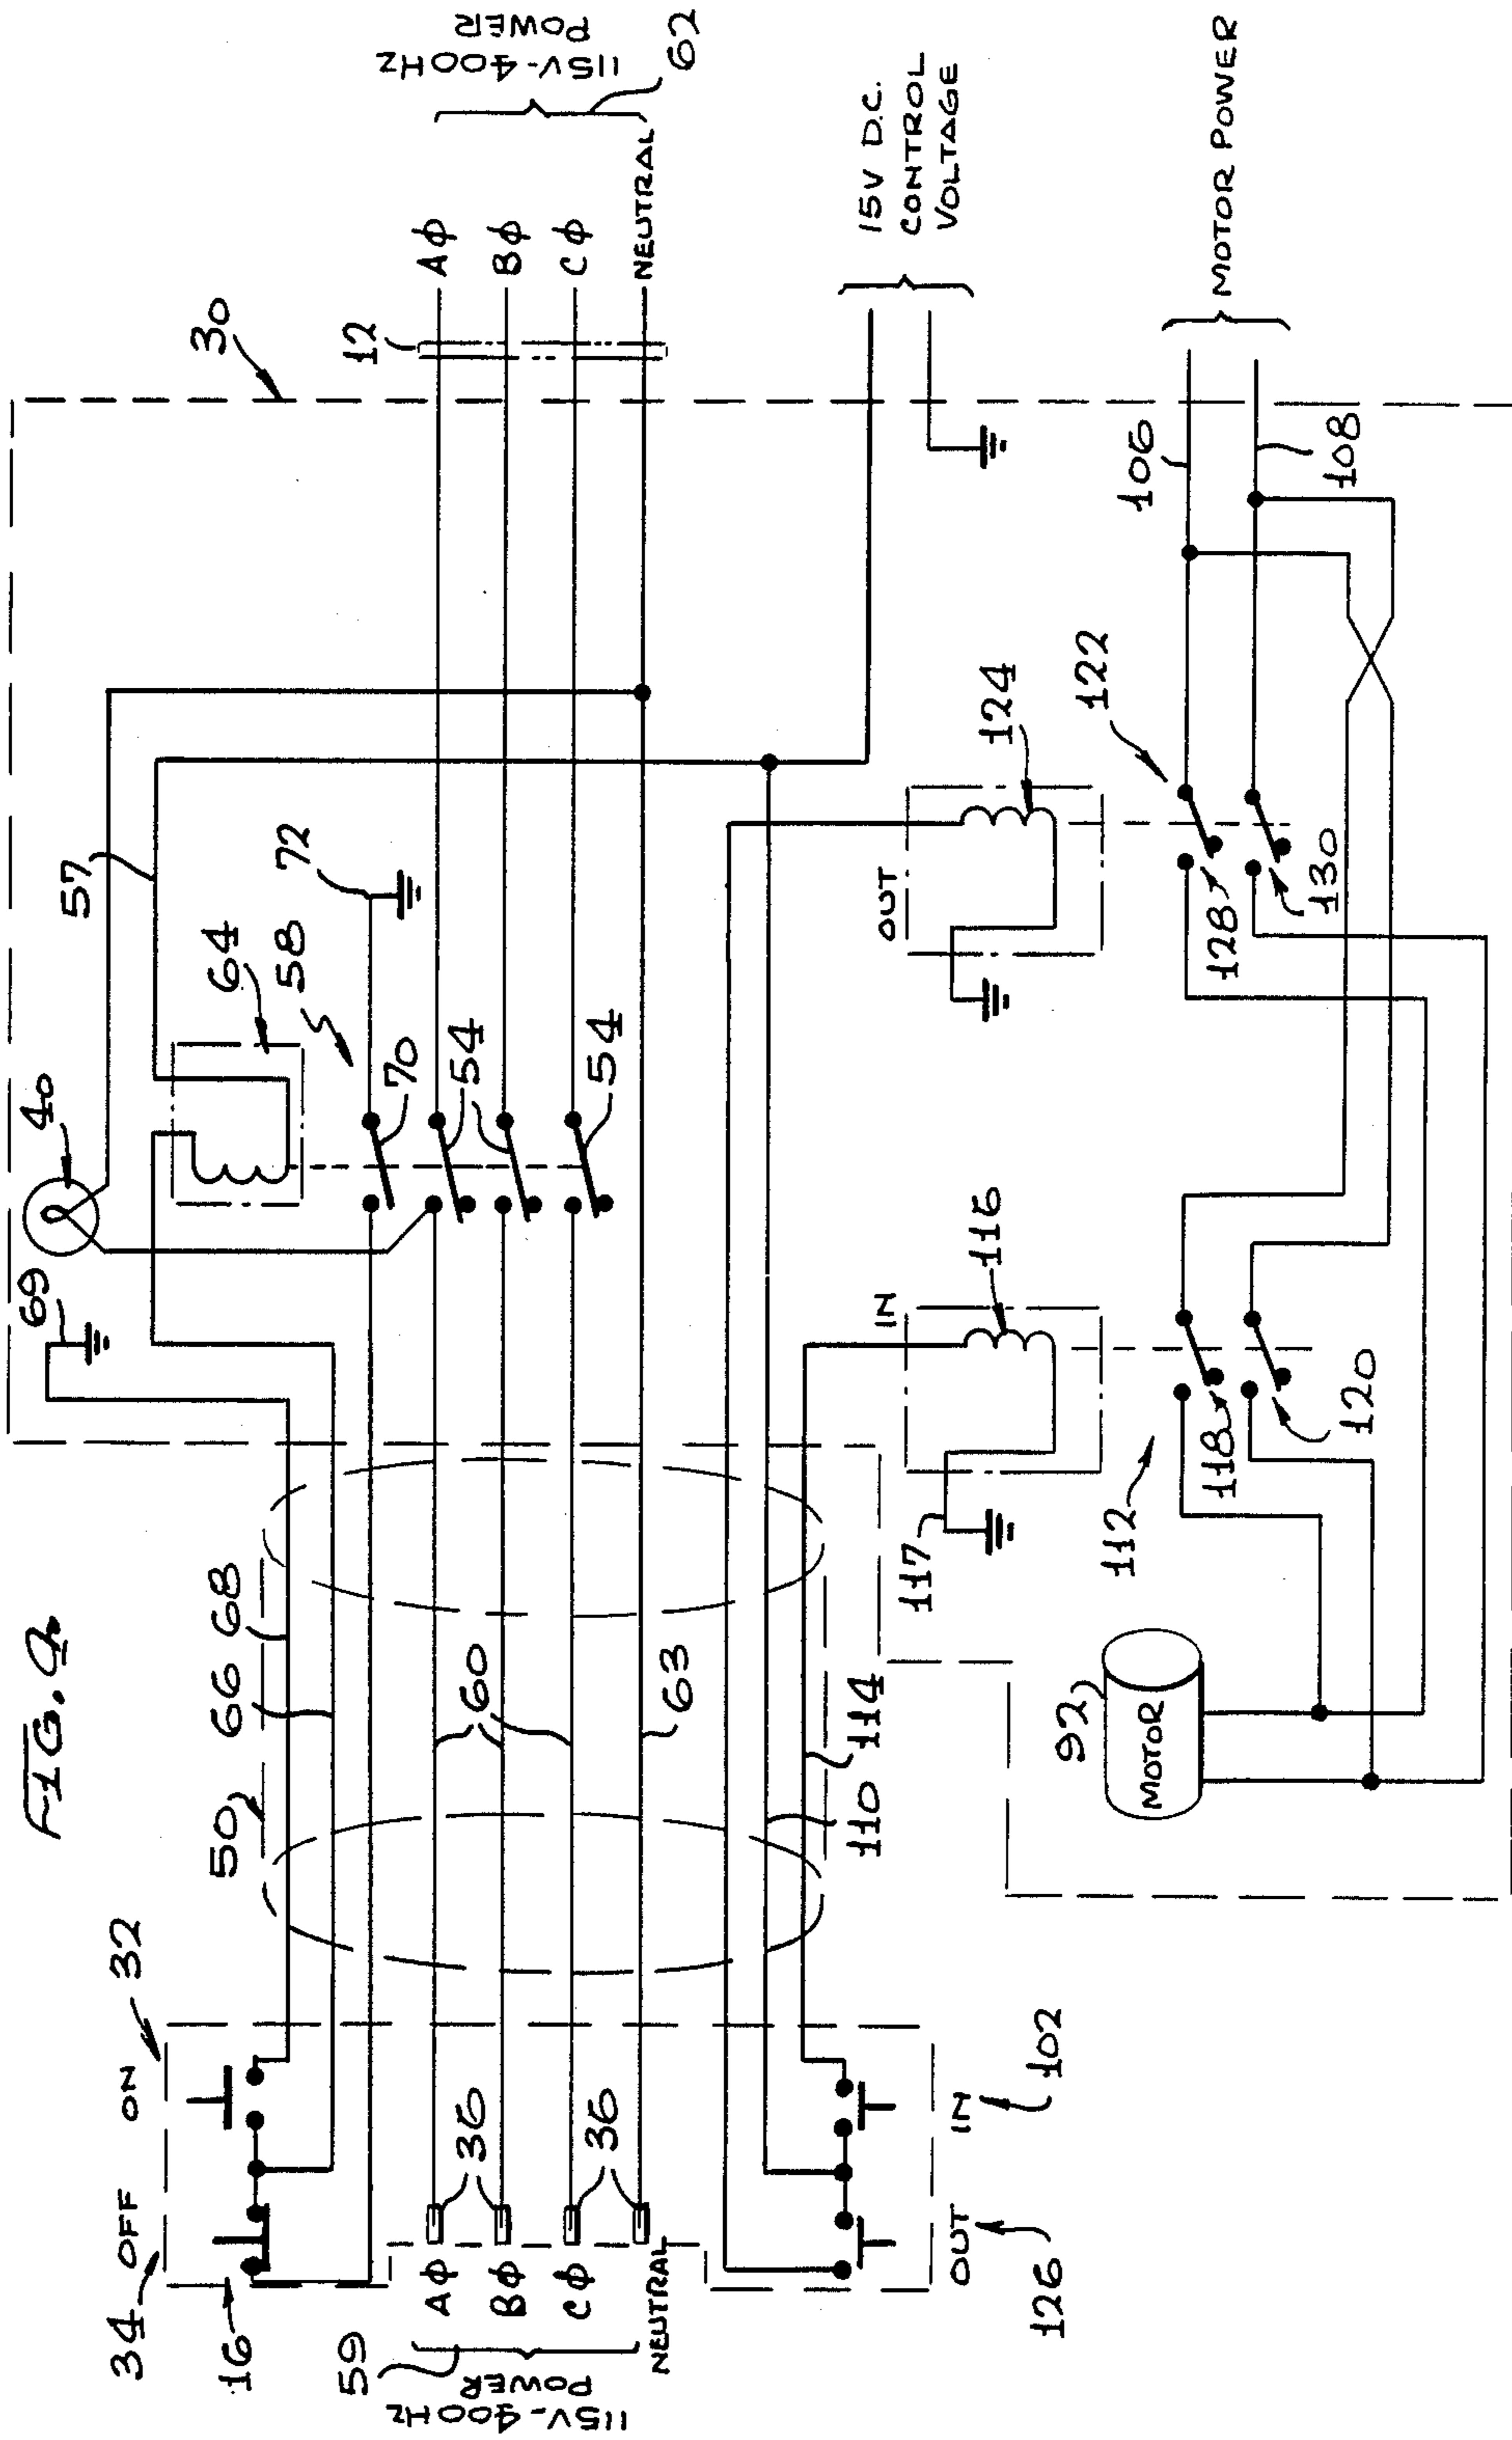 FIG. 9
34
OFF
ON
32
16
50
66
68
69
40
57
64
58
72
70
54
54
30
12
AΦ
BΦ
CΦ
NEUTRAL
115V-400HZ
POWER
62
59
115V-400HZ
POWER
AΦ
BΦ
CΦ
NEUTRAL
36
36
60
63
110
114
15V D.C.
CONTROL
VOLTAGE
OUT
126
IN
102
117
IN
116
OUT
124
122
106
108
MOTOR POWER
128
130
112
118
120
92
MOTOR